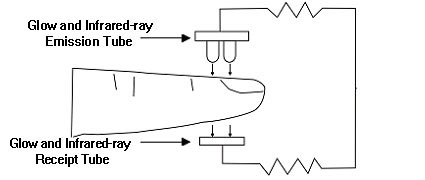 Glow and Infrared-ray
Emission Tube
Glow and Infrared-ray
Receipt Tube